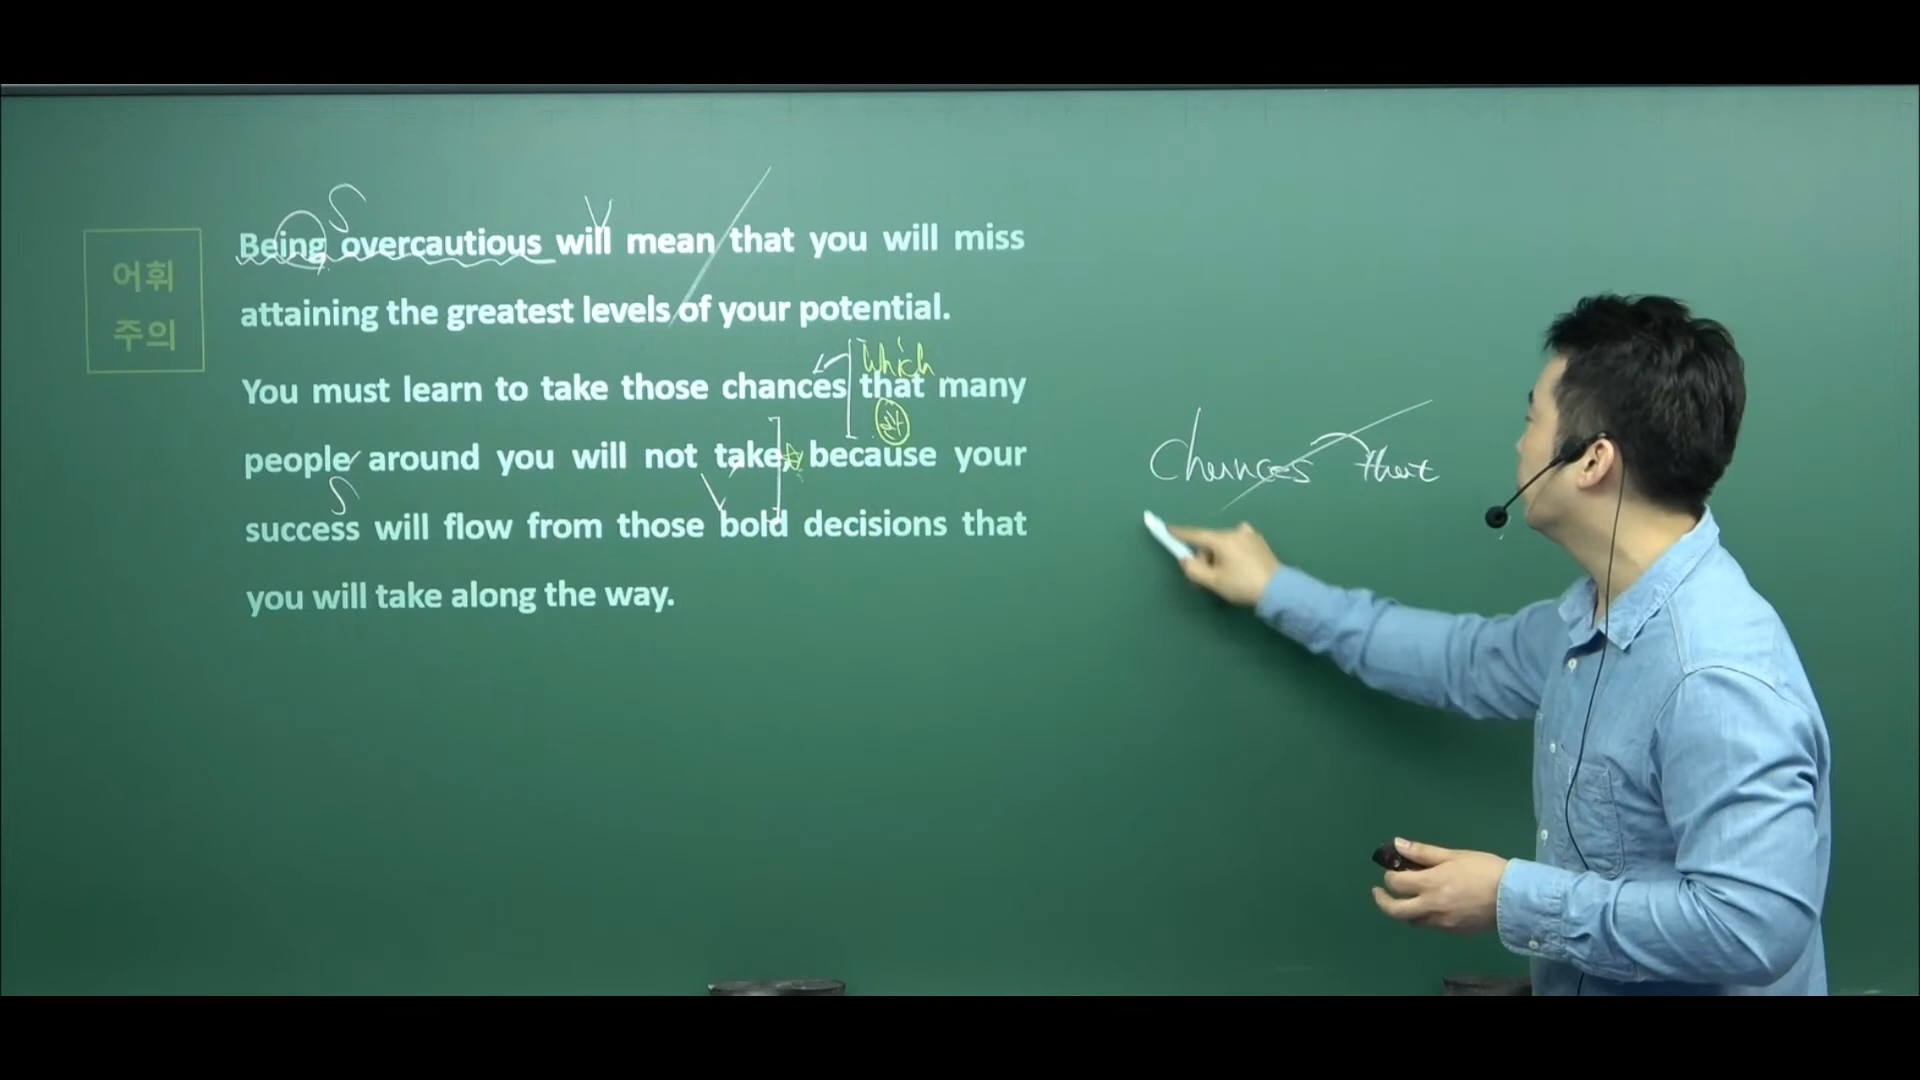 어휘
주의
S
V
Being overcautious will mean that you will miss
attaining the greatest levels of your potential.
which
You must learn to take those chances that many
people around you will not take, because your
S
V
success will flow from those bold decisions that
you will take along the way.
chances that